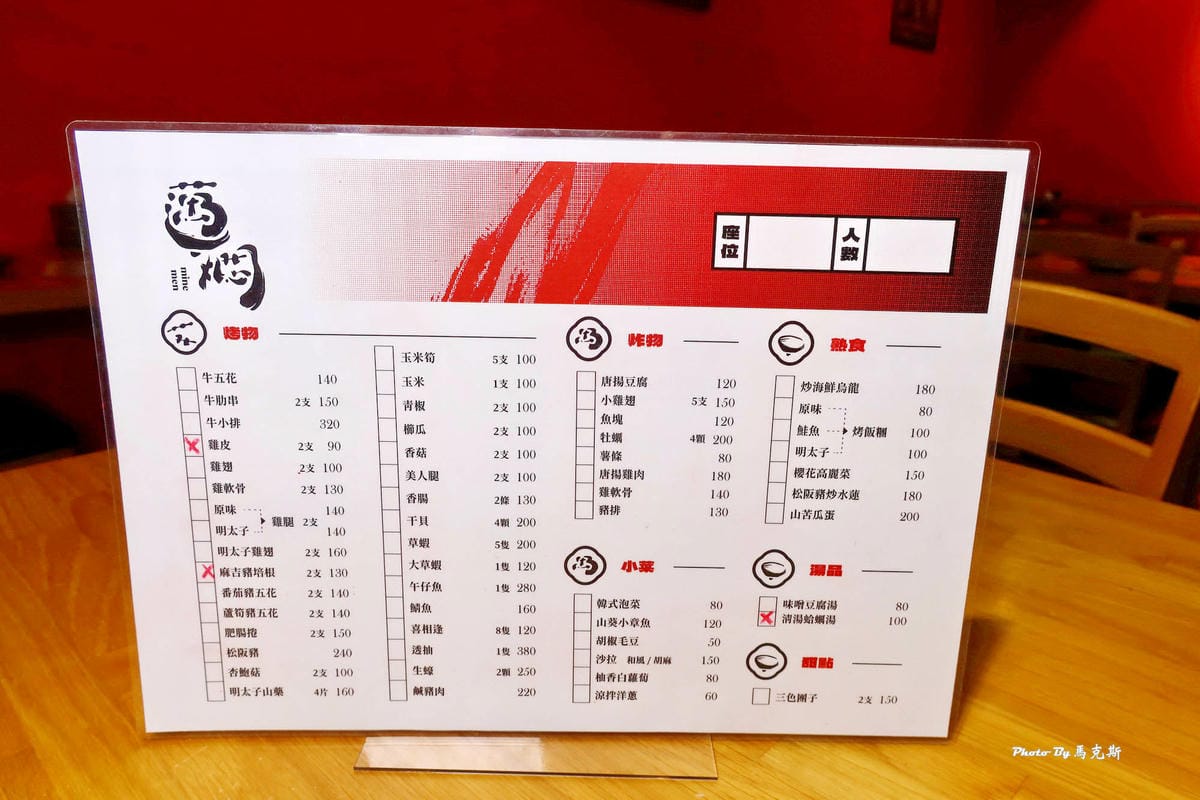 燜
mine
men
座位
人數
烤物
牛五花 140
牛肋串 2支 150
牛小排 320
雞皮 2支 90
雞翅 2支 100
雞軟骨 2支 130
原味 140
雞腿 2支
明太子 140
明太子雞翅 2支 160
麻吉豬培根 2支 130
番茄豬五花 2支 140
蘆筍豬五花 2支 140
肥腸捲 2支 150
松阪豬 240
杏鮑菇 2支 100
明太子山藥 4片 160
玉米筍 5支 100
玉米 1支 100
青椒 2支 100
櫛瓜 2支 100
香菇 2支 100
美人腿 2支 100
香腸 2條 130
干貝 4顆 200
草蝦 5隻 200
大草蝦 1隻 120
午仔魚 1隻 280
鯖魚 160
喜相逢 8隻 120
透抽 1隻 380
生蠔 2顆 250
鹹豬肉 220
炸物
唐揚豆腐 120
小雞翅 5支 150
魚塊 120
牡蠣 4顆 200
薯條 80
唐揚雞肉 180
雞軟骨 140
豬排 130
小菜
韓式泡菜 80
山葵小章魚 120
胡椒毛豆 50
沙拉 和風/胡麻 150
柚香白蘿蔔 80
涼拌洋蔥 60
熟食
炒海鮮烏龍 180
原味 80
鮭魚 烤飯糰 100
明太子 100
櫻花高麗菜 150
松阪豬炒水蓮 180
山苦瓜蛋 200
湯品
味噌豆腐湯 80
清湯蛤蠣湯 100
甜點
三色團子 2支 150
Photo By 馬克斯